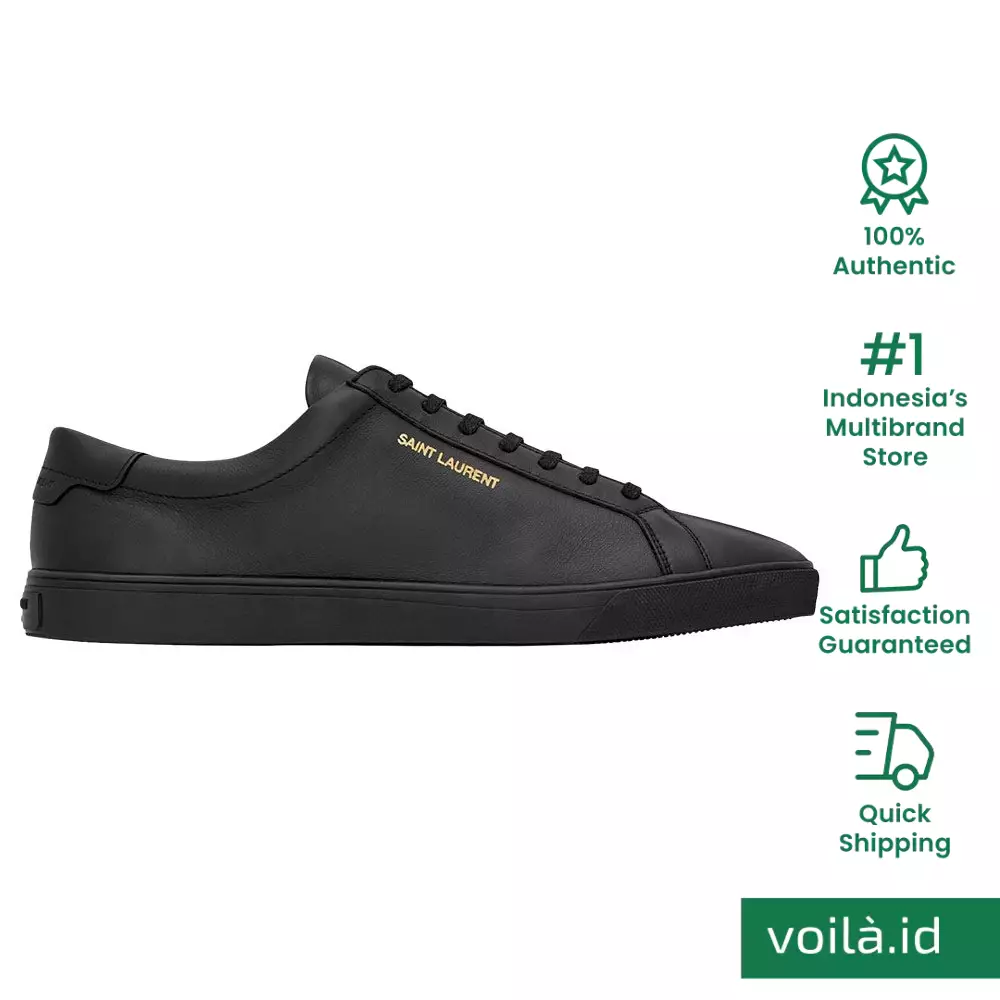 SAINT LAURENT
100%
Authentic
#1
Indonesia's
Multibrand
Store
Satisfaction
Guaranteed
Quick
Shipping
voilà.id